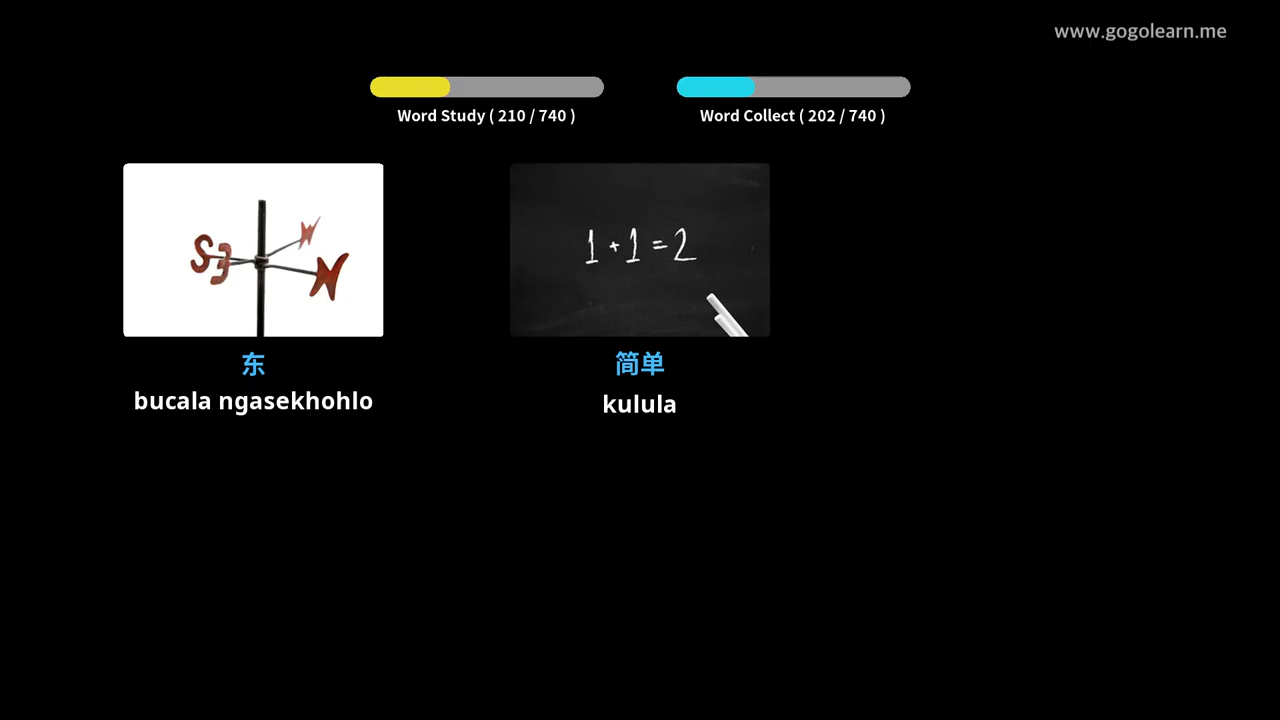 www.gogolearn.me
Word Study ( 210 / 740 )
Word Collect ( 202 / 740 )
S E N
1 + 1 = 2
东
简单
bucala ngasekhohlo
kulula